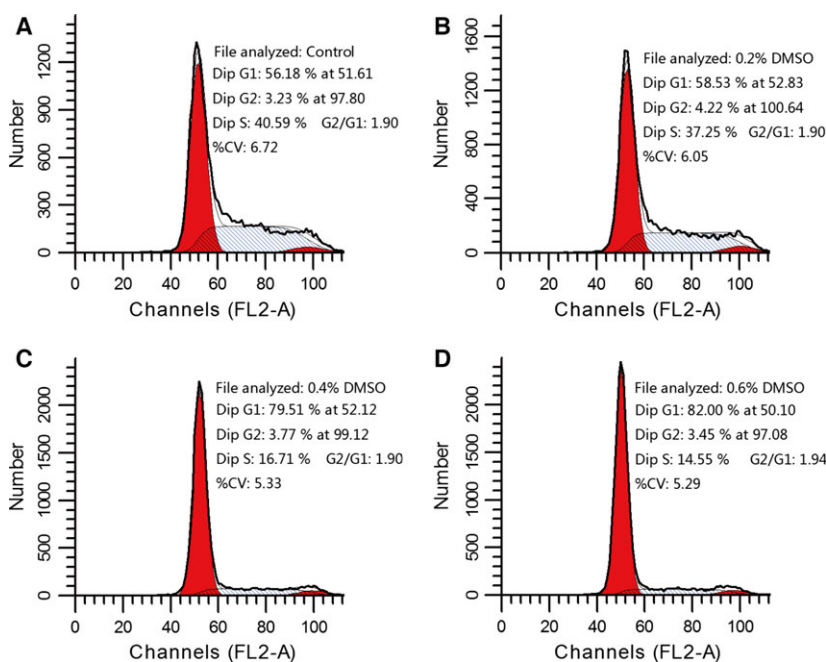 A
File analyzed: Control
Dip G1: 56.18 % at 51.61
Dip G2: 3.23 % at 97.80
Dip S: 40.59 % G2/G1: 1.90
%CV: 6.72
Number
1200
900
600
300
0
0 20 40 60 80 100
Channels (FL2-A)
B
File analyzed: 0.2% DMSO
Dip G1: 58.53 % at 52.83
Dip G2: 4.22 % at 100.64
Dip S: 37.25 % G2/G1: 1.90
%CV: 6.05
Number
1600
1200
800
400
0
0 20 40 60 80 100
Channels (FL2-A)
C
File analyzed: 0.4% DMSO
Dip G1: 79.51 % at 52.12
Dip G2: 3.77 % at 99.12
Dip S: 16.71 % G2/G1: 1.90
%CV: 5.33
Number
2000
1500
1000
500
0
0 20 40 60 80 100
Channels (FL2-A)
D
File analyzed: 0.6% DMSO
Dip G1: 82.00 % at 50.10
Dip G2: 3.45 % at 97.08
Dip S: 14.55 % G2/G1: 1.94
%CV: 5.29
Number
2000
1500
1000
500
0
0 20 40 60 80 100
Channels (FL2-A)